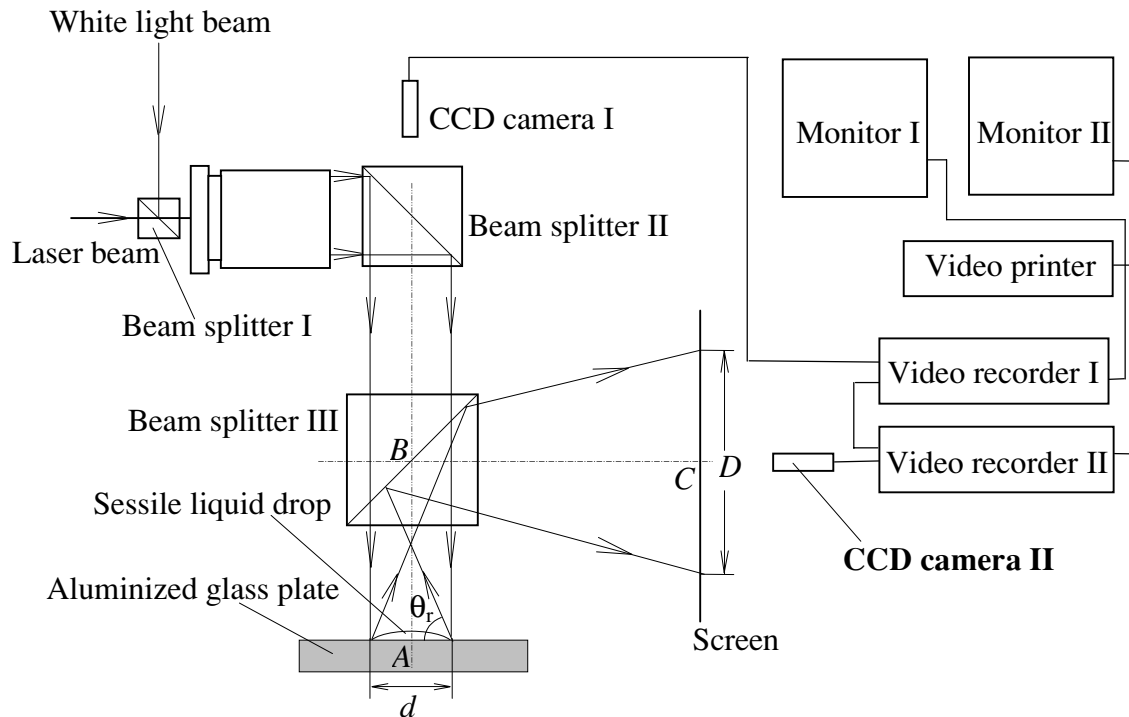 White light beam
CCD camera I
Monitor I
Monitor II
Beam splitter II
Laser beam
Video printer
Beam splitter I
Video recorder I
Beam splitter III
B
C
D
Video recorder II
Sessile liquid drop
CCD camera II
Aluminized glass plate
θr
Screen
A
d